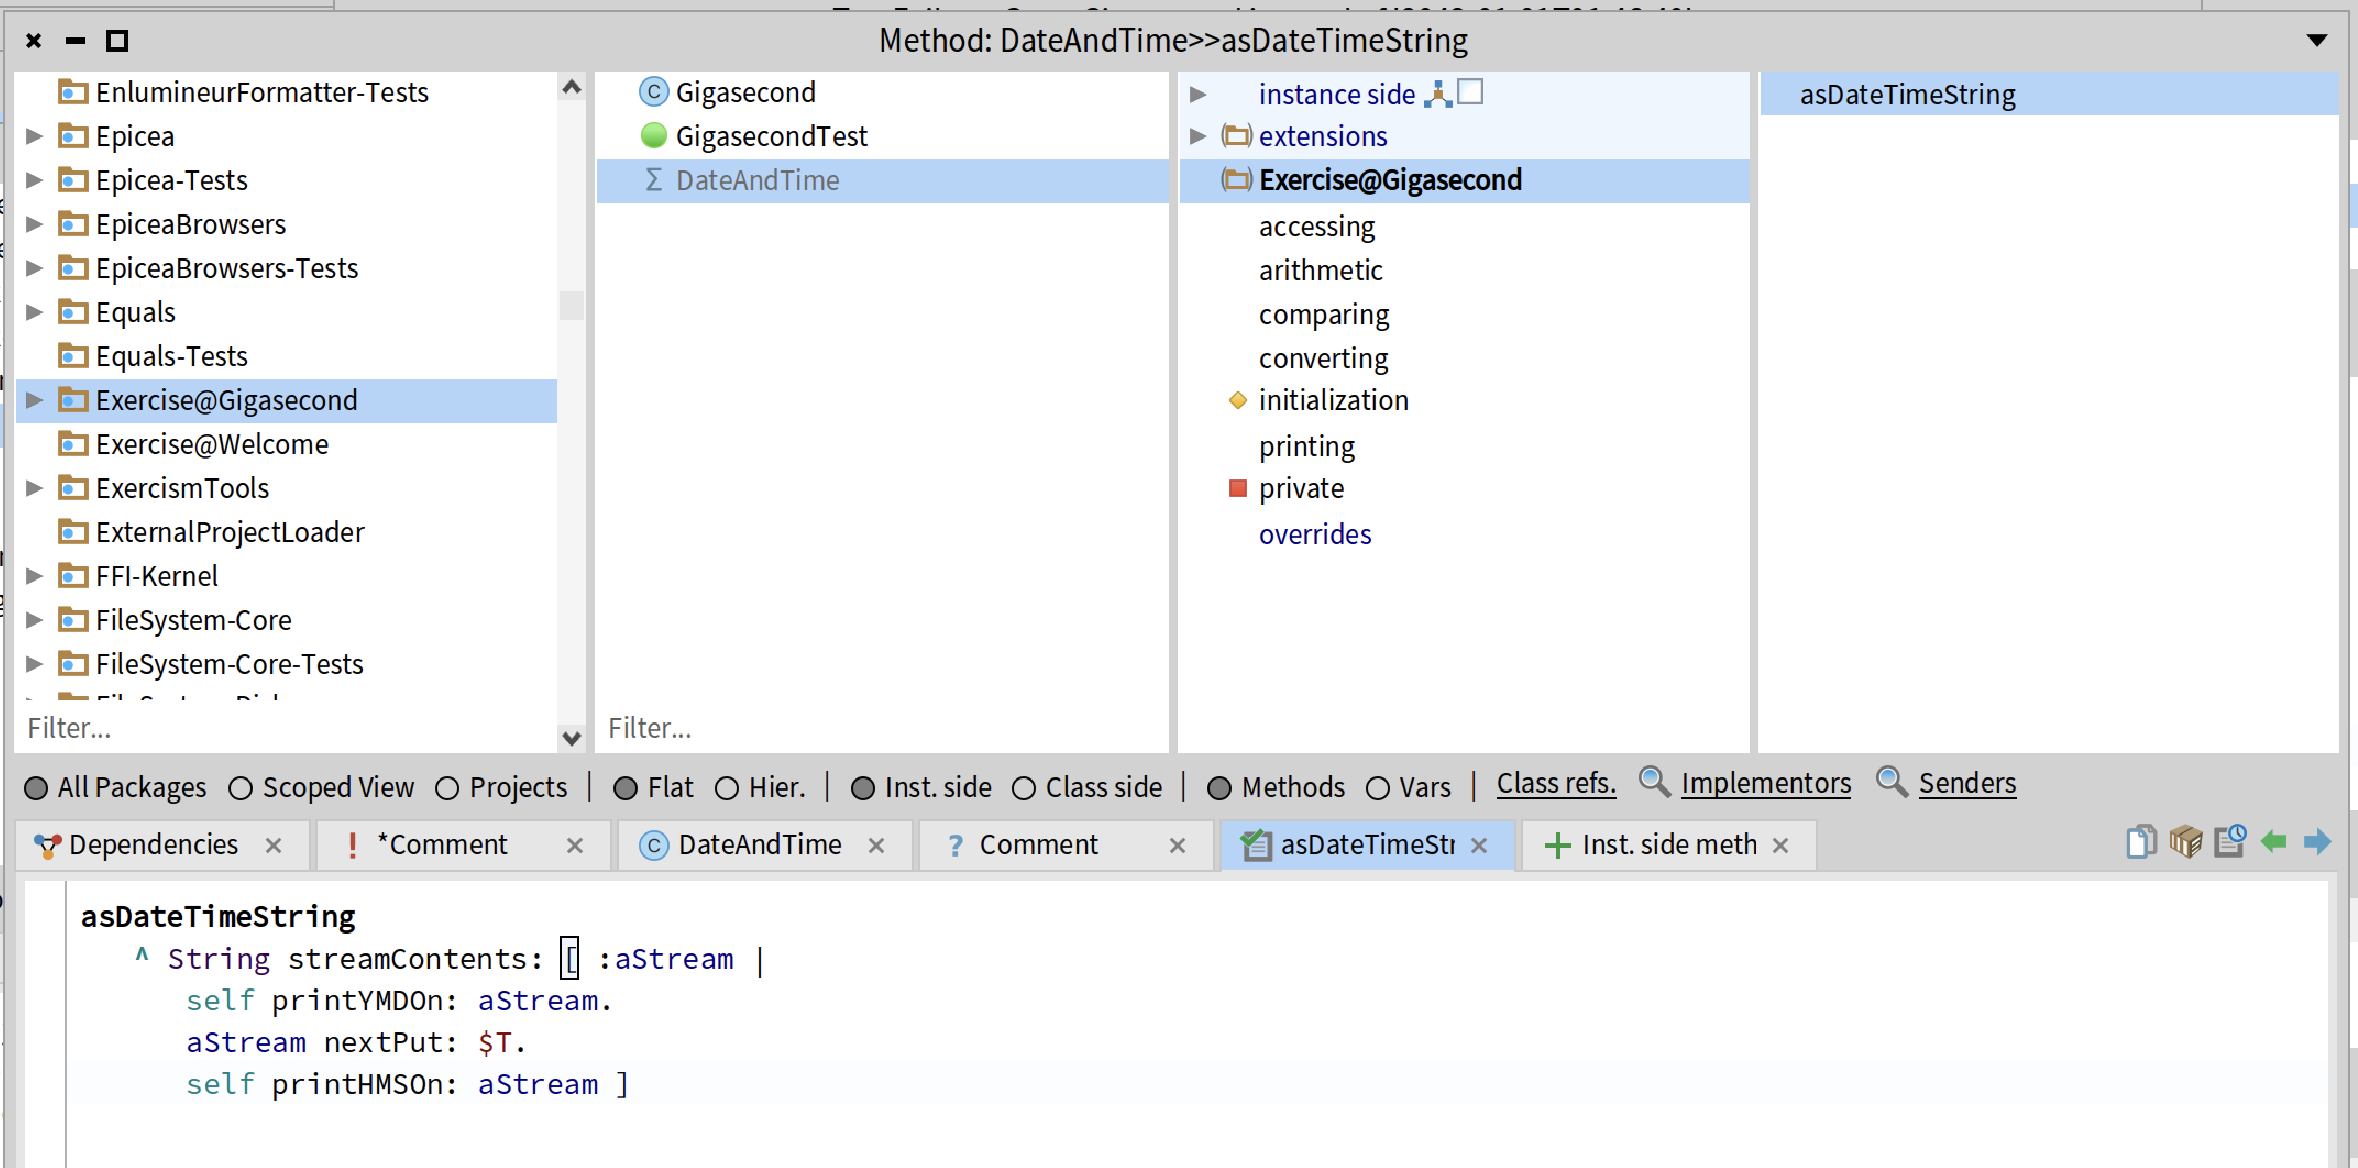 Method: DateAndTime>>asDateTimeString
EnlumineurFormatter-Tests
Epicea
Epicea-Tests
EpiceaBrowsers
EpiceaBrowsers-Tests
Equals
Equals-Tests
Exercise@Gigasecond
Exercise@Welcome
ExercismTools
ExternalProjectLoader
FFI-Kernel
FileSystem-Core
FileSystem-Core-Tests
Filter...
Gigasecond
GigasecondTest
DateAndTime
Filter...
instance side
extensions
Exercise@Gigasecond
accessing
arithmetic
comparing
converting
initialization
printing
private
overrides
asDateTimeString
All Packages Scoped View Projects | Flat Hier. | Inst. side Class side | Methods Vars | Class refs. Implementors Senders
Dependencies *Comment DateAndTime Comment asDateTimeStr Inst. side meth
asDateTimeString
^ String streamContents: [ :aStream |
self printYMDOn: aStream.
aStream nextPut: $T.
self printHMSOn: aStream ]